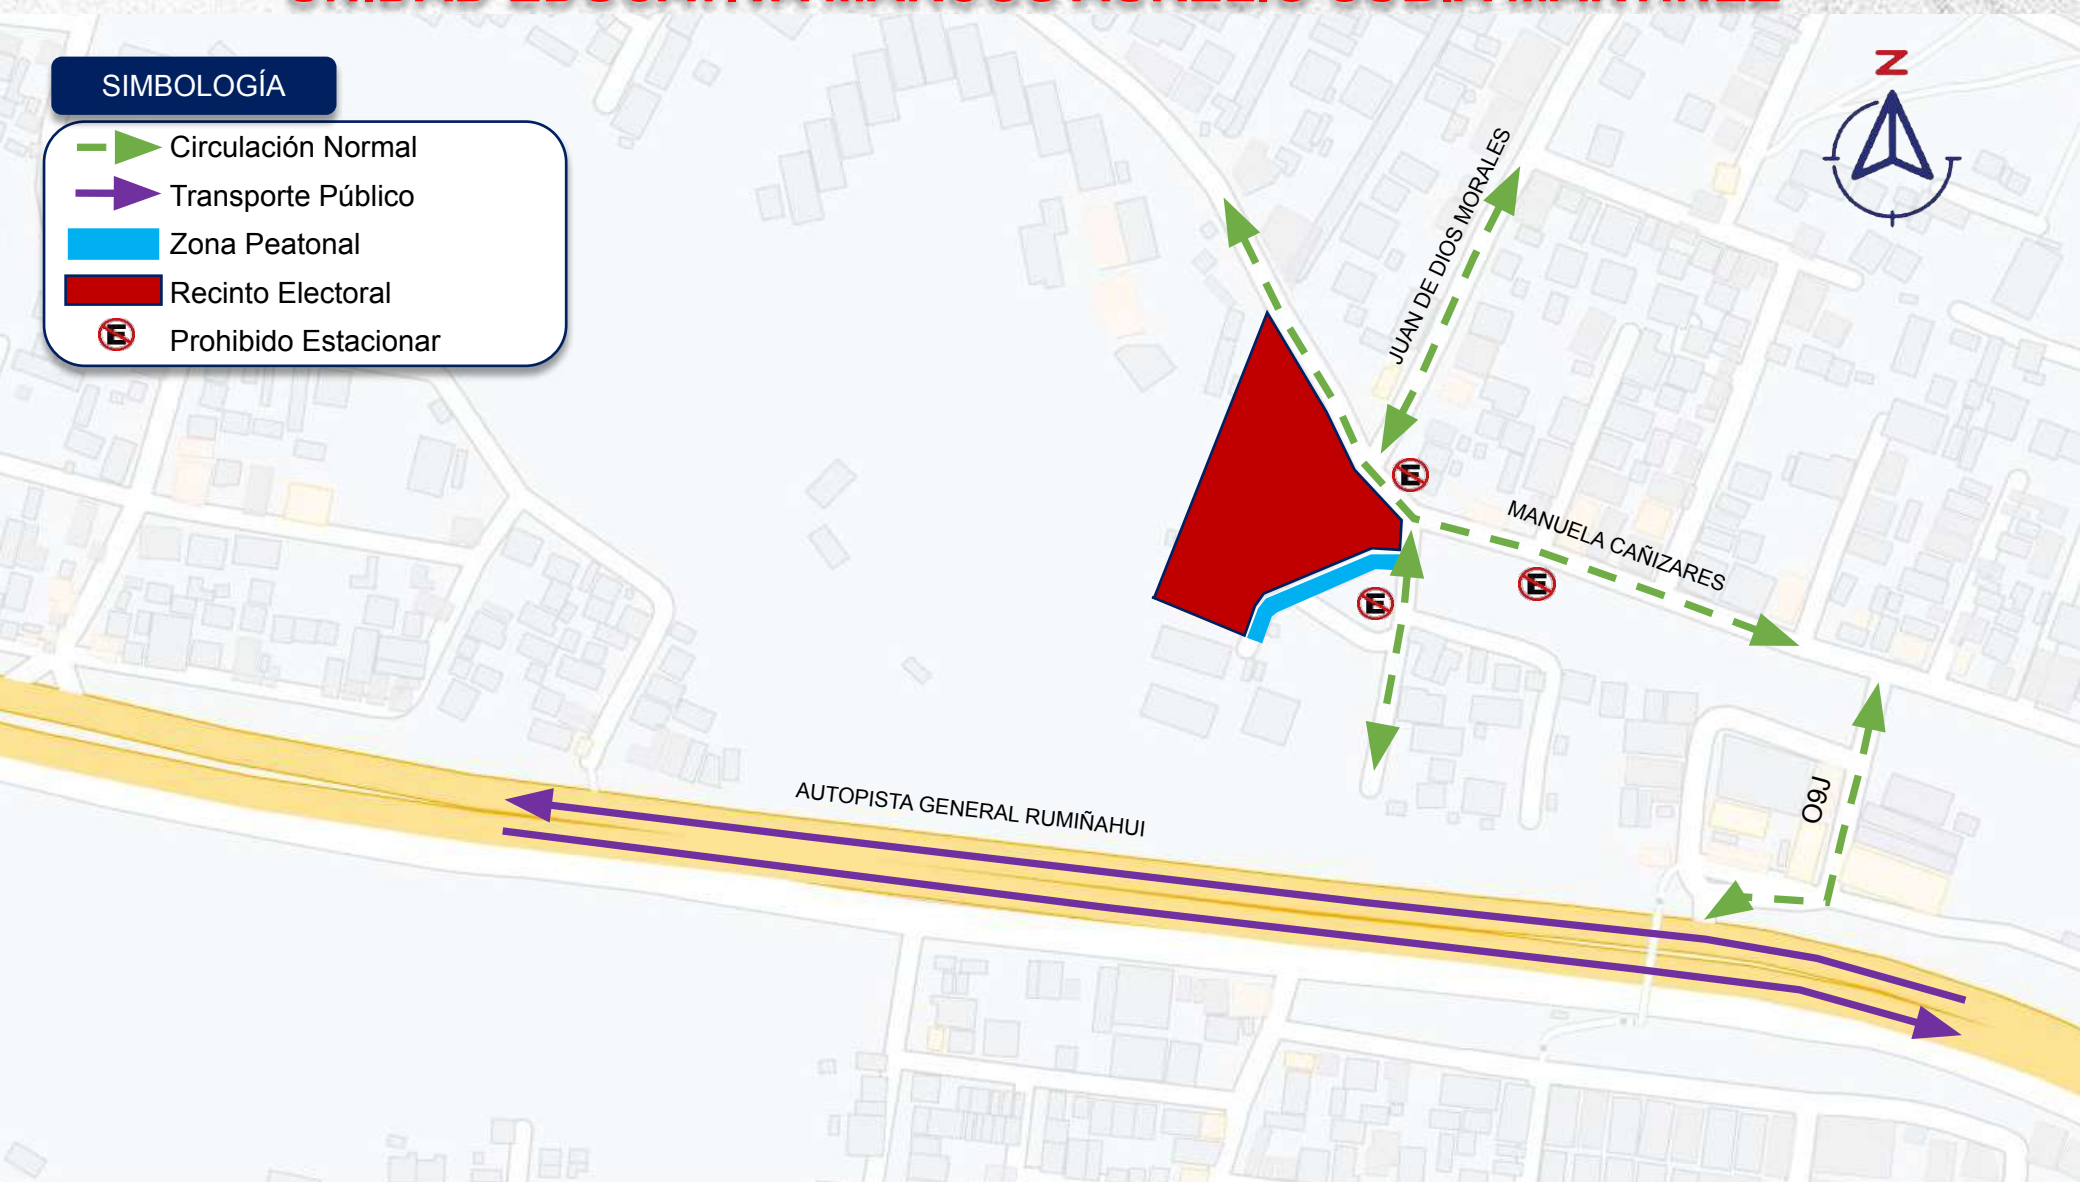 SIMBOLOGÍA
Circulación Normal
Transporte Público
Zona Peatonal
Recinto Electoral
E Prohibido Estacionar
N
JUAN DE DIOS MORALES
E
MANUELA CAÑIZARES
E
E
O9J
AUTOPISTA GENERAL RUMIÑAHUI